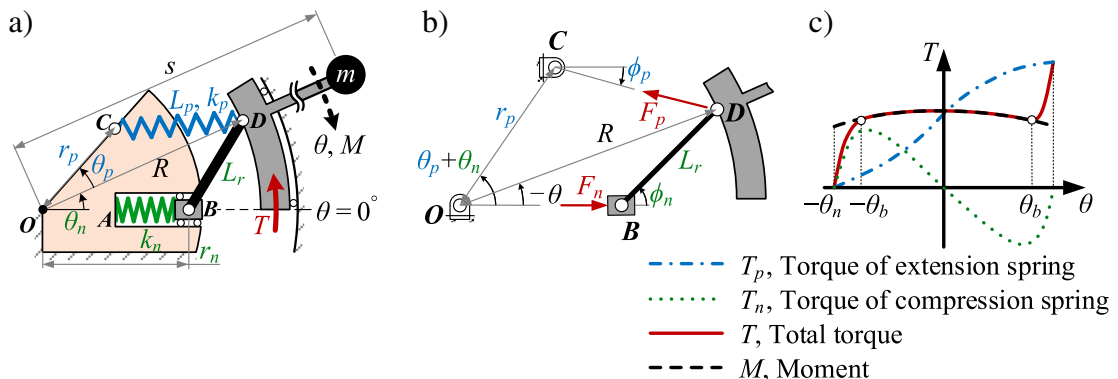 a)
s
m
L_p, k_p
C
D
θ, M
r_p
θ_p
R
L_r
O
θ_n
A
B
T
θ = 0°
k_n
r_n
b)
C
ϕ_p
D
F_p
r_p
R
θ_p+θ_n
L_r
−θ
F_n
ϕ_n
O
B
c)
T
−θ_n
−θ_b
θ_b
θ
T_p, Torque of extension spring
T_n, Torque of compression spring
T, Total torque
M, Moment